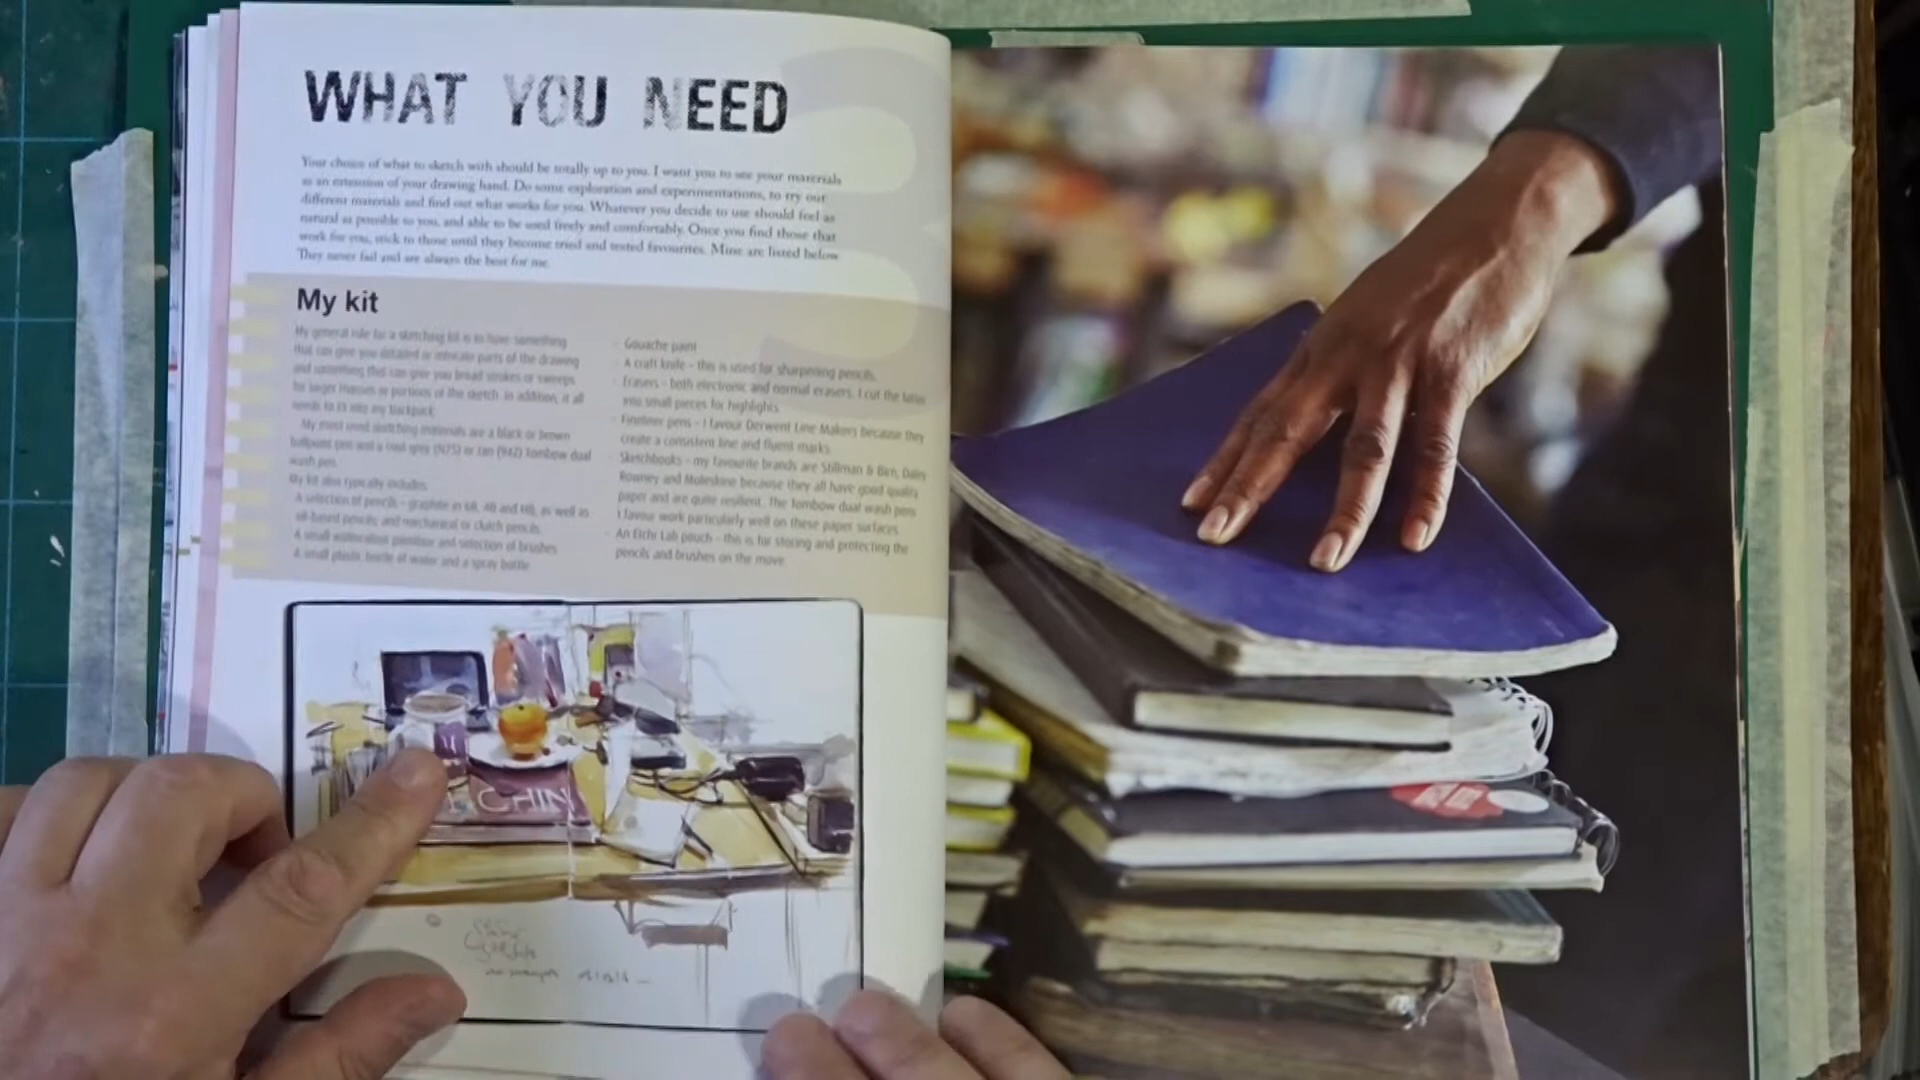 WHAT YOU NEED
Your choice of what to sketch with should be totally up to you. I want you to see your materials
as an extension of your drawing hand. Do some exploration and experimentations, to try out
different materials and find out what works for you. Whatever you decide to use should feel as
natural as possible to you, and able to be used freely and comfortably. Once you find those that
work for you, stick to those until they become tried and tested favourites. Mine are listed below
They never fail and are always the best for me.
My kit
My general rule for a sketching kit is to have something
that can give you detailed or intricate parts of the drawing
and something that can give you broad strokes or sweeps
for larger masses or portions of the sketch. In addition, it all
needs to fit into my backpack.
My most used sketching materials are a black or brown
ballpoint pen and a cool grey (N75) or tan (942) Tombow dual
wash pen.
My kit also typically includes:
A selection of pencils – graphite in 6B, 4B and HB, as well as
oil-based pencils; and mechanical or clutch pencils.
A small watercolour paintbox and selection of brushes
A small plastic bottle of water and a spray bottle
Gouache paint
A craft knife – this is used for sharpening pencils.
Erasers – both electronic and normal erasers. I cut the latter
into small pieces for highlights.
Fineliner pens – I favour Derwent Line Makers because they
create a consistent line and fluent marks.
Sketchbooks – my favourite brands are Stillman & Birn, Daley
Rowney and Moleskine because they all have good quality
paper and are quite resilient. The Tombow dual wash pens
I favour work particularly well on these paper surfaces.
An Etchr Lab pouch – this is for storing and protecting the
pencils and brushes on the move.
CHIN